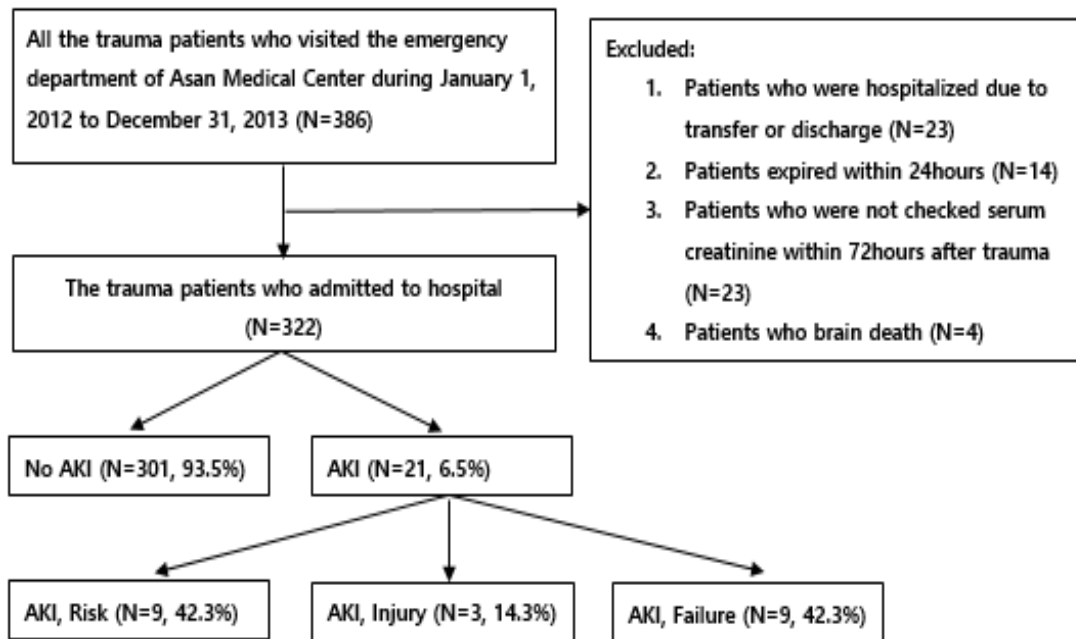 All the trauma patients who visited the emergency
department of Asan Medical Center during January 1,
2012 to December 31, 2013 (N=386)
Excluded:
1. Patients who were hospitalized due to
transfer or discharge (N=23)
2. Patients expired within 24hours (N=14)
3. Patients who were not checked serum
creatinine within 72hours after trauma
(N=23)
4. Patients who brain death (N=4)
The trauma patients who admitted to hospital
(N=322)
No AKI (N=301, 93.5%)
AKI (N=21, 6.5%)
AKI, Risk (N=9, 42.3%)
AKI, Injury (N=3, 14.3%)
AKI, Failure (N=9, 42.3%)